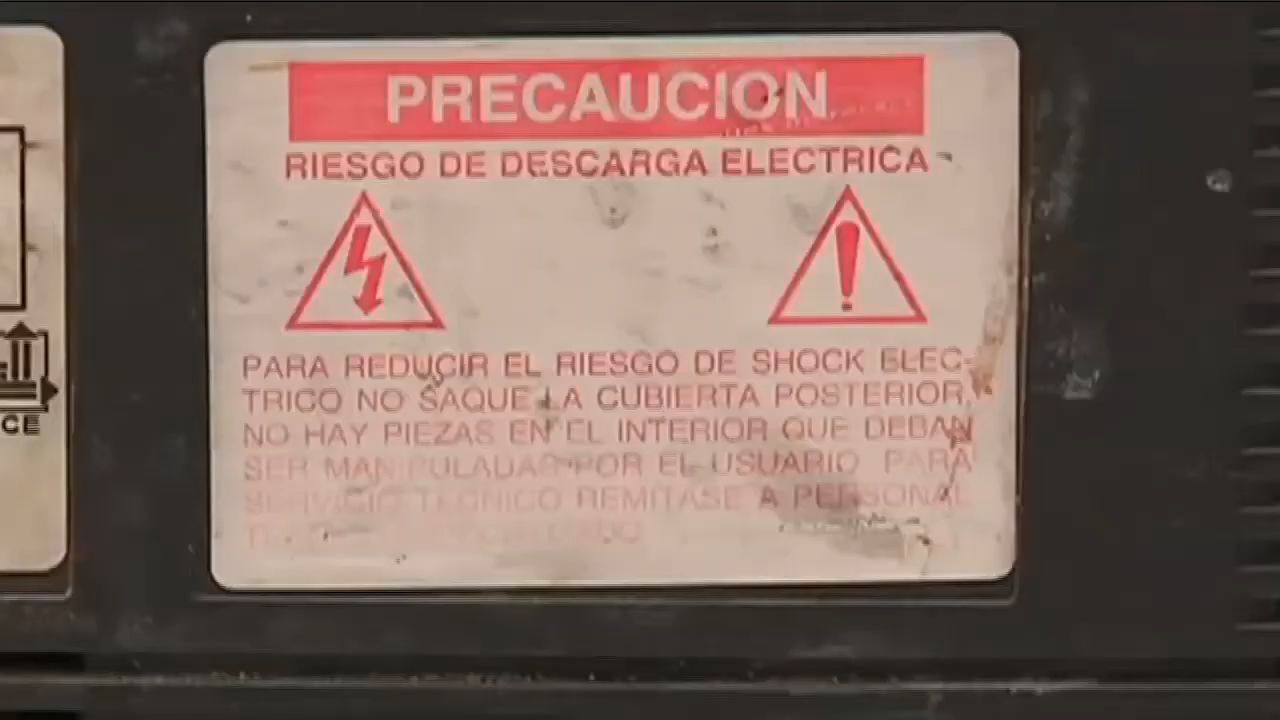 PRECAUCION
RIESGO DE DESCARGA ELECTRICA
PARA REDUCIR EL RIESGO DE SHOCK ELEC-
TRICO NO SAQUE LA CUBIERTA POSTERIOR,
NO HAY PIEZAS EN EL INTERIOR QUE DEBAN
SER MANIPULADAS POR EL USUARIO PARA
SERVICIO TECNICO REMITASE A PERSONAL
CE